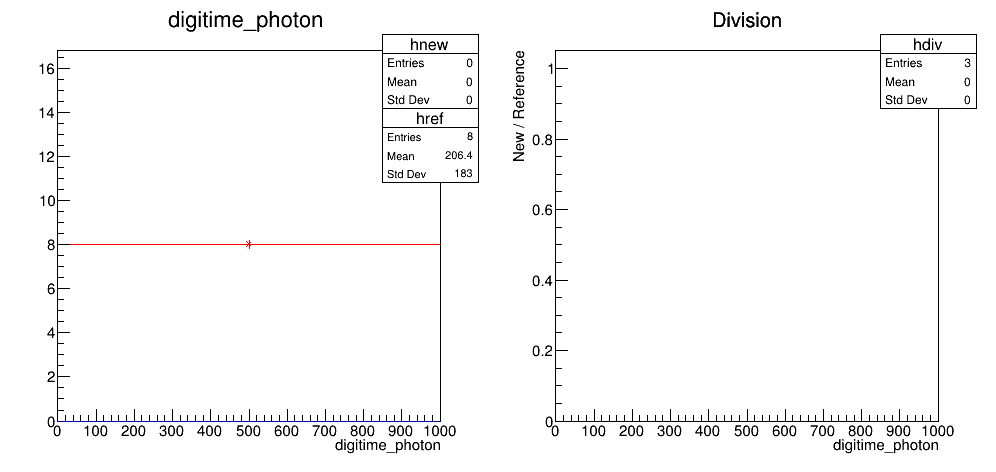 digitime_photon
hnew
Entries 0
Mean 0
Std Dev 0
href
Entries 8
Mean 206.4
Std Dev 183
16
14
12
10
8
6
4
2
0
0 100 200 300 400 500 600 700 800 900 1000
digitime_photon
Division
hdiv
Entries 3
Mean 0
Std Dev 0
New / Reference
1
0.8
0.6
0.4
0.2
0
0 100 200 300 400 500 600 700 800 900 1000
digitime_photon